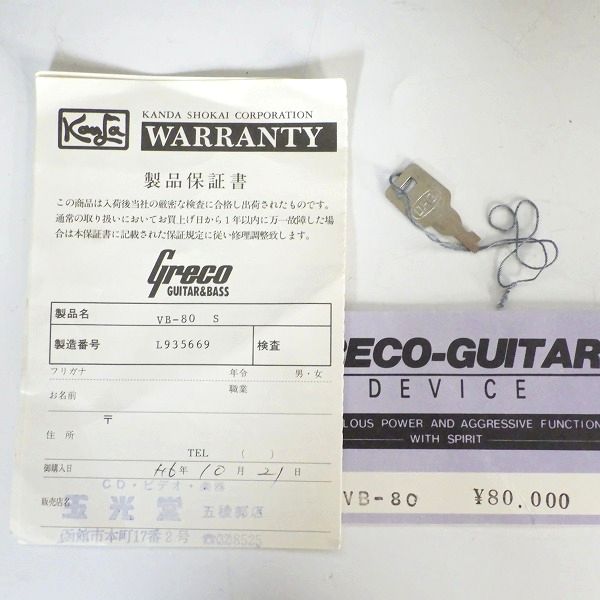 Kanda
KANDA SHOKAI CORPORATION
WARRANTY
製品保証書
この商品は入荷後当社の厳密な検査に合格し出荷されたものです。
通常の取り扱いにおいてお買上げ日から1年以内に万一故障した場
合は本保証書に記載された保証規定に従い修理調整致します。
Greco
GUITAR&BASS
製品名 VB-80 S
製造番号 L935669 検査
フリガナ 年令 男・女
お名前 職業
〒
住所
TEL ( )
御購入日 H6年 10月 21日
CD・ビデオ・楽器
販売店名 玉光堂 五稜郭店
函館市本町17番2号
RECO-GUITAR
DEVICE
LOUS POWER AND AGGRESSIVE FUNCTION
WITH SPIRIT
VB-80 ¥80,000